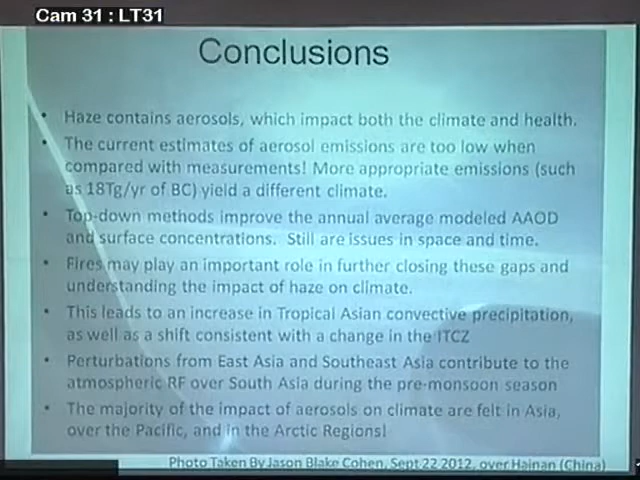 Cam 31 : LT31
Conclusions
• Haze contains aerosols, which impact both the climate and health.
• The current estimates of aerosol emissions are too low when
compared with measurements! More appropriate emissions (such
as 18Tg/yr of BC) yield a different climate.
• Top-down methods improve the annual average modeled AAOD
and surface concentrations. Still are issues in space and time.
• Fires may play an important role in further closing these gaps and
understanding the impact of haze on climate.
• This leads to an increase in Tropical Asian convective precipitation,
as well as a shift consistent with a change in the ITCZ
• Perturbations from East Asia and Southeast Asia contribute to the
atmospheric RF over South Asia during the pre-monsoon season
• The majority of the impact of aerosols on climate are felt in Asia,
over the Pacific, and in the Arctic Regions!
Photo Taken By Jason Blake Cohen, Sept 22 2012, over Hainan (China)